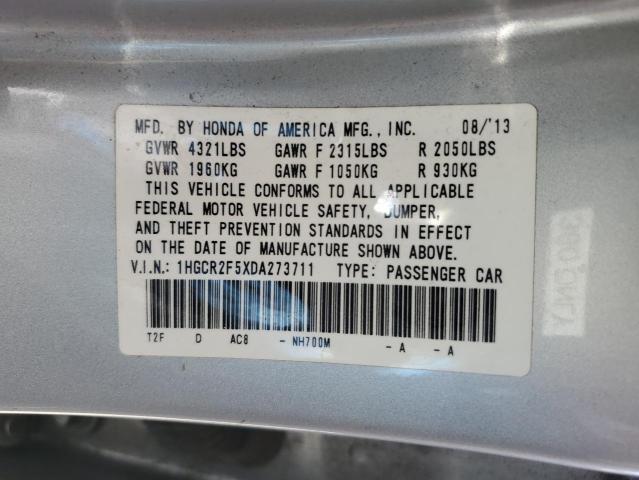 MFD. BY HONDA OF AMERICA MFG., INC. 08/'13
GVWR 4321LBS GAWR F 2315LBS R 2050LBS
GVWR 1960KG GAWR F 1050KG R 930KG
THIS VEHICLE CONFORMS TO ALL APPLICABLE
FEDERAL MOTOR VEHICLE SAFETY, BUMPER,
AND THEFT PREVENTION STANDARDS IN EFFECT
ON THE DATE OF MANUFACTURE SHOWN ABOVE.
V.I.N.: 1HGCR2F5XDA273711 TYPE: PASSENGER CAR
T2F D AC8 - NH700M - A - A